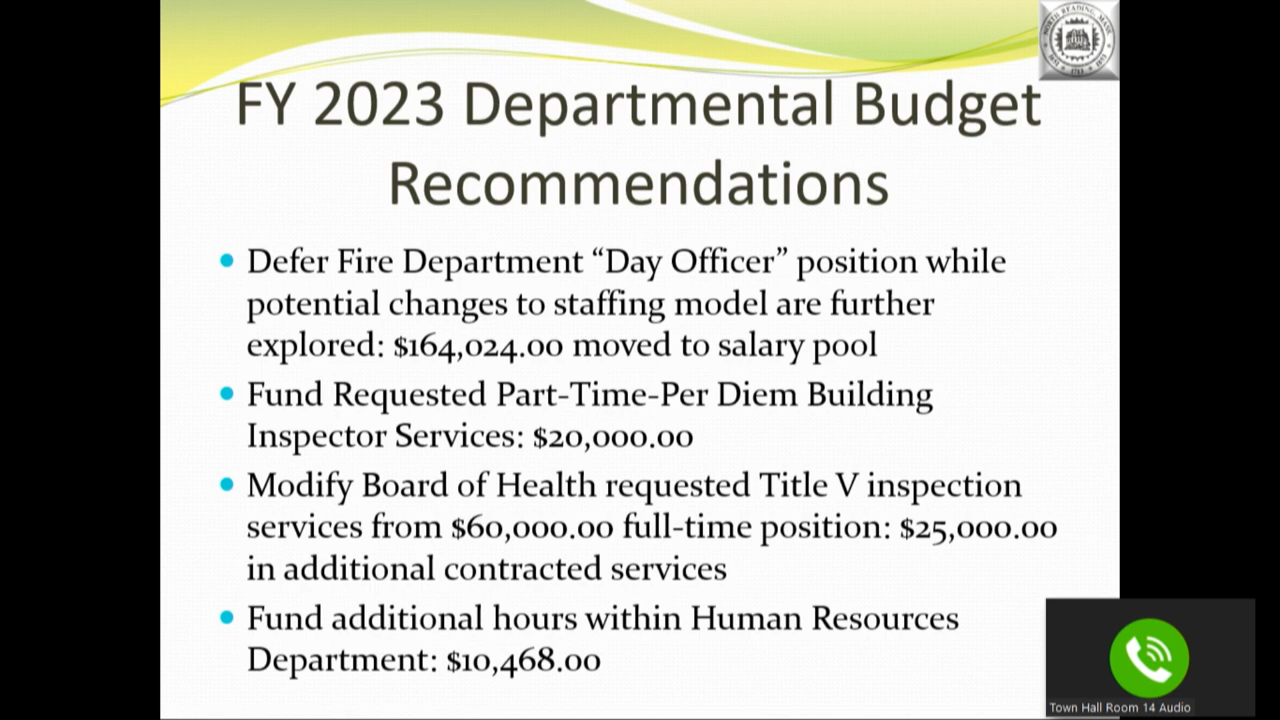 NORTH READING, MASS.
FY 2023 Departmental Budget
Recommendations
• Defer Fire Department “Day Officer” position while
potential changes to staffing model are further
explored: $164,024.00 moved to salary pool
• Fund Requested Part-Time-Per Diem Building
Inspector Services: $20,000.00
• Modify Board of Health requested Title V inspection
services from $60,000.00 full-time position: $25,000.00
in additional contracted services
• Fund additional hours within Human Resources
Department: $10,468.00
Town Hall Room 14 Audio